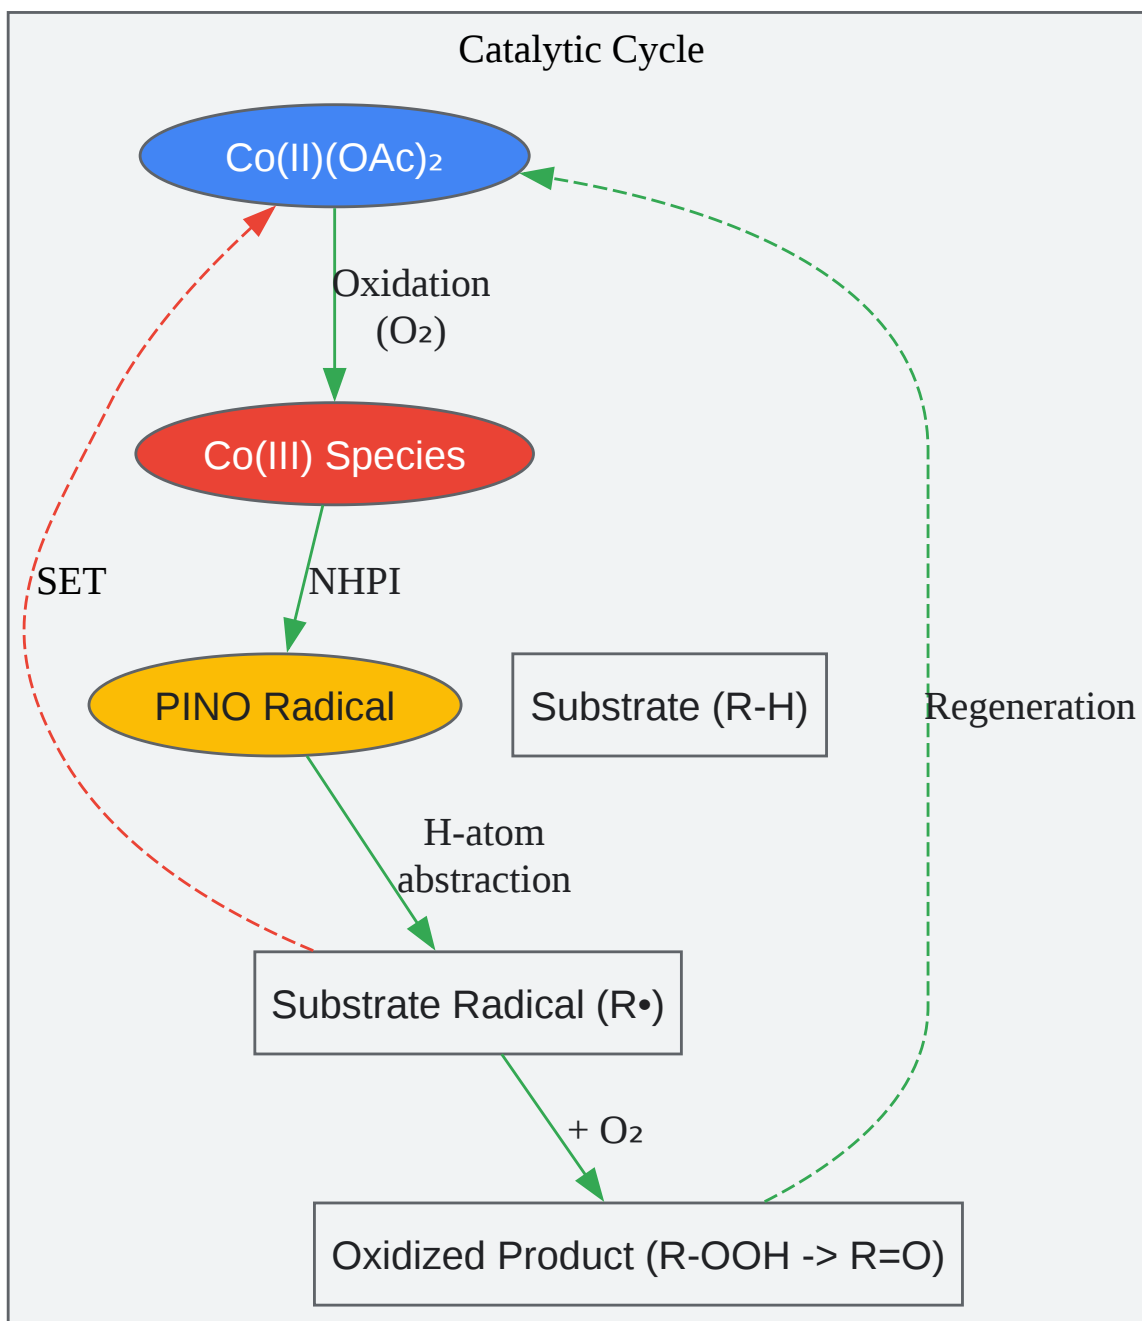 Catalytic Cycle
Co(II)(OAc)₂
Oxidation
(O₂)
Co(III) Species
SET
NHPI
PINO Radical
Substrate (R-H)
Regeneration
H-atom
abstraction
Substrate Radical (R•)
+ O₂
Oxidized Product (R-OOH -> R=O)